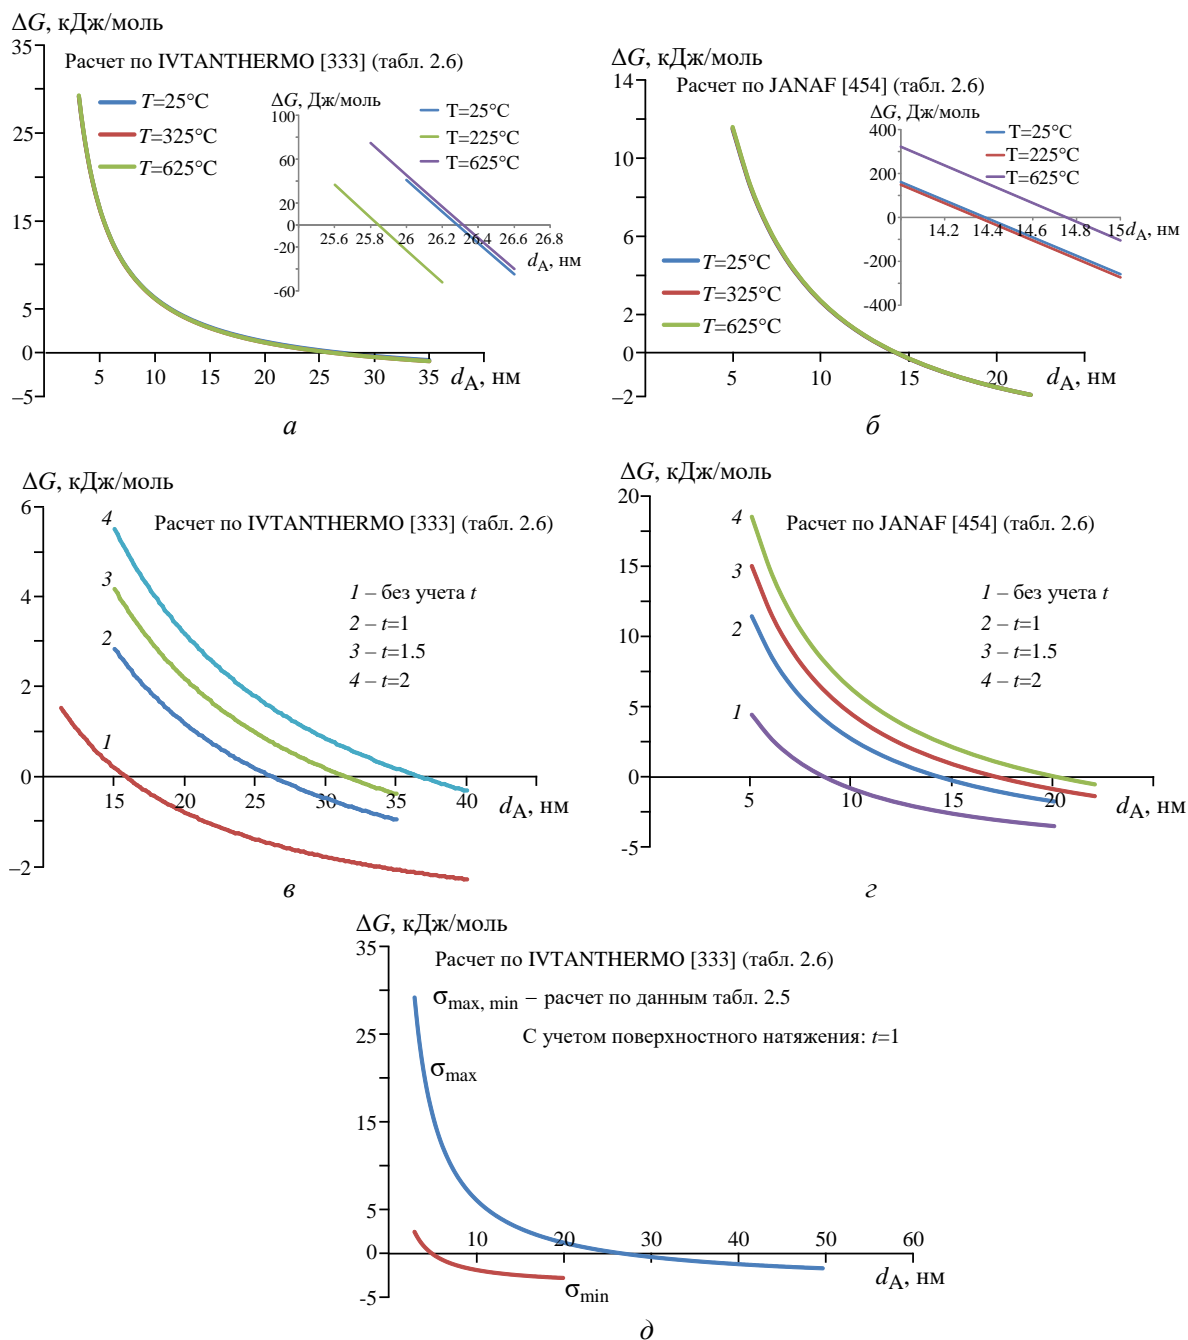 ΔG, кДж/моль
35
Расчет по IVTANTHERMO [333] (табл. 2.6)
T=25°C
T=325°C
T=625°C
25
15
5
0
–5
5
10
15
20
25
30
35
dA, нм
ΔG, Дж/моль
100
60
20
-20
-60
T=25°C
T=225°C
T=625°C
25.6
25.8
26
26.2
26.4
26.6
26.8
dA, нм
а
ΔG, кДж/моль
14
Расчет по JANAF [454] (табл. 2.6)
10
6
2
0
–2
T=25°C
T=325°C
T=625°C
5
10
15
20
dA, нм
ΔG, Дж/моль
400
200
0
-200
-400
T=25°C
T=225°C
T=625°C
14.2
14.4
14.6
14.8
15
dA, нм
б
ΔG, кДж/моль
6
Расчет по IVTANTHERMO [333] (табл. 2.6)
4
2
0
–2
4
3
2
1
1 – без учета t
2 – t=1
3 – t=1.5
4 – t=2
15
20
25
30
35
40
dA, нм
в
ΔG, кДж/моль
20
Расчет по JANAF [454] (табл. 2.6)
15
10
5
0
-5
4
3
2
1
1 – без учета t
2 – t=1
3 – t=1.5
4 – t=2
5
10
15
20
dA, нм
г
ΔG, кДж/моль
35
Расчет по IVTANTHERMO [333] (табл. 2.6)
σmax, min – расчет по данным табл. 2.5
С учетом поверхностного натяжения: t=1
25
σmax
15
5
0
-5
10
20
30
40
50
60
dA, нм
σmin
д